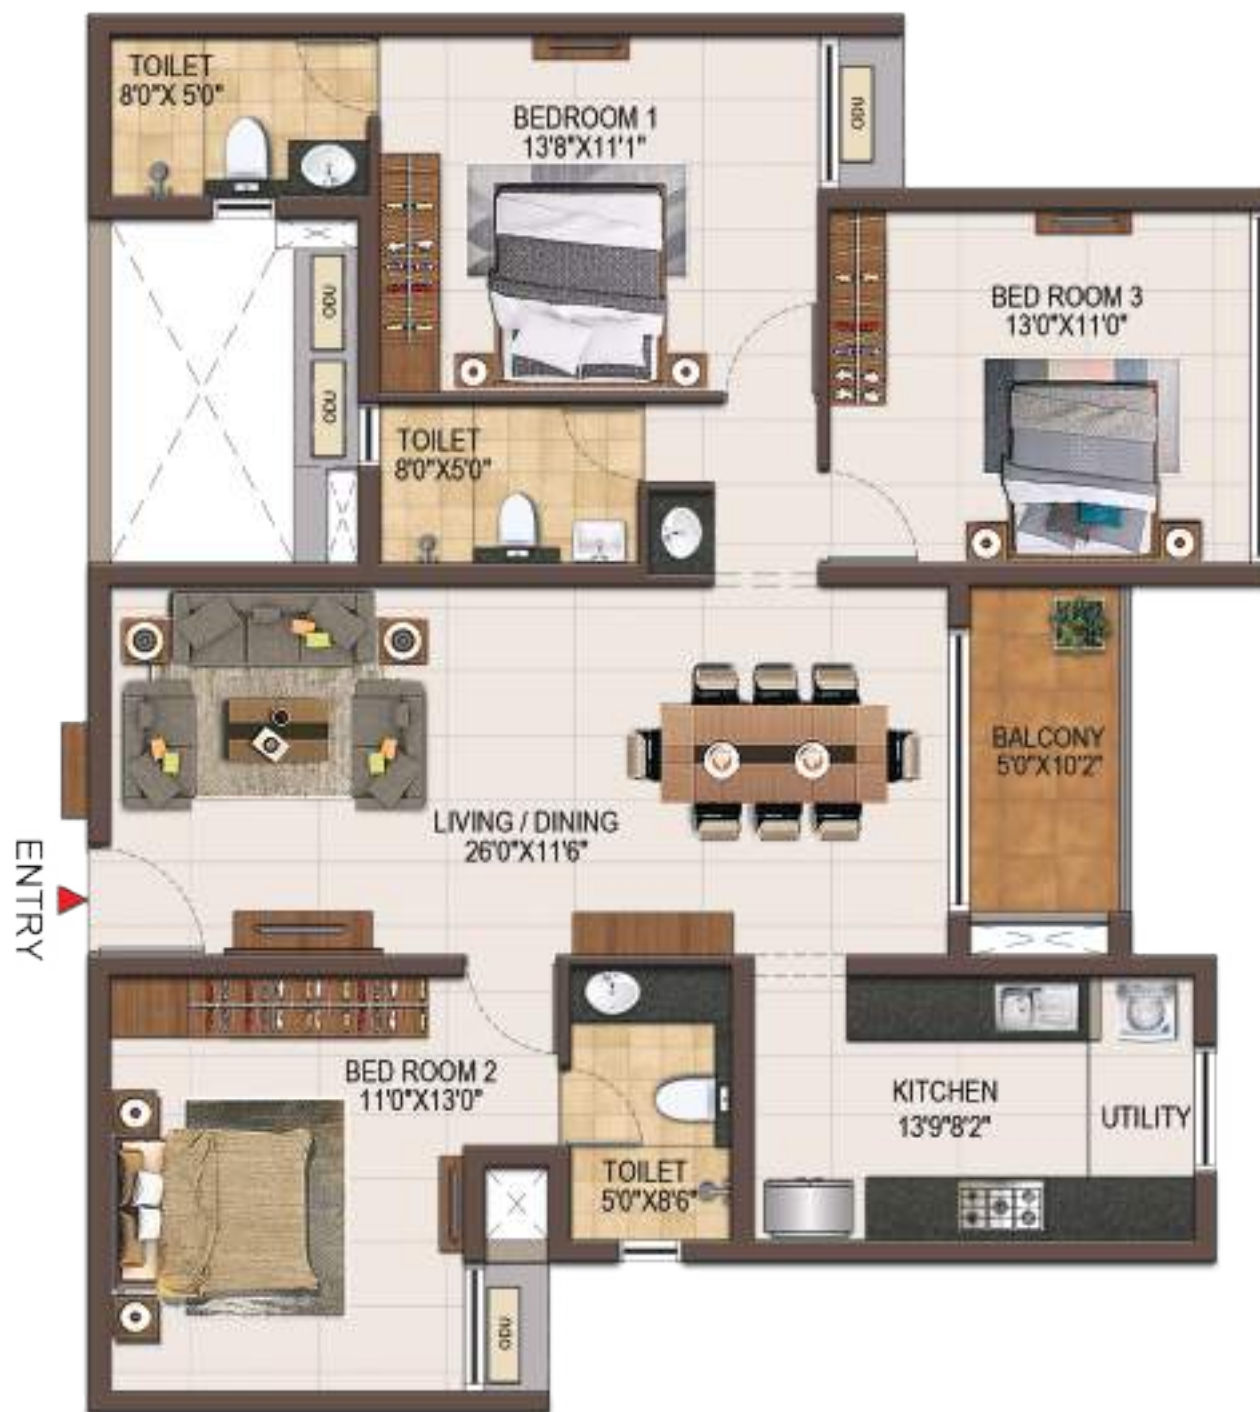 TOILET
8'0"X 5'0"
BEDROOM 1
13'8"X11'1"
ODU
BED ROOM 3
13'0"X11'0"
ODU
ODU
TOILET
8'0"X5'0"
BALCONY
5'0"X10'2"
LIVING / DINING
26'0"X11'6"
ENTRY
BED ROOM 2
11'0"X13'0"
KITCHEN
13'9"8'2"
UTILITY
TOILET
5'0"X8'6"
ODU